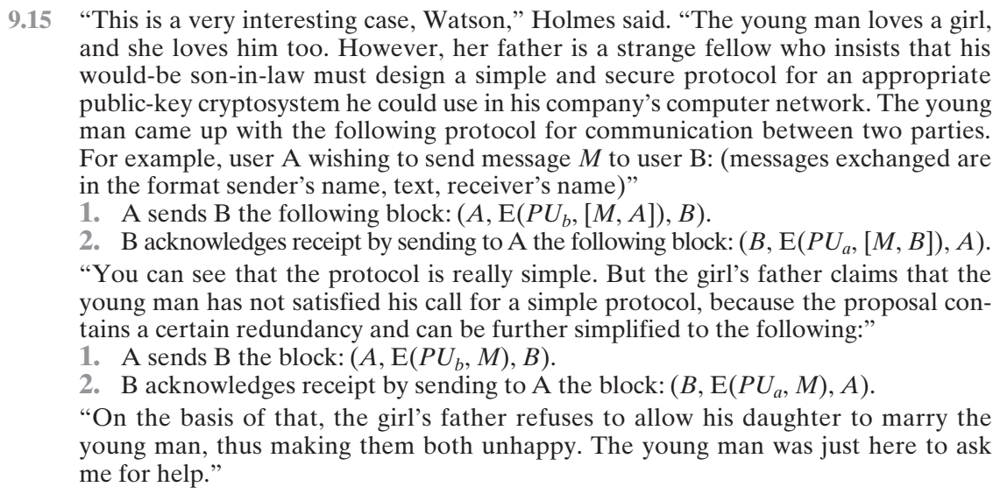 9.15 “This is a very interesting case, Watson,” Holmes said. “The young man loves a girl,
and she loves him too. However, her father is a strange fellow who insists that his
would-be son-in-law must design a simple and secure protocol for an appropriate
public-key cryptosystem he could use in his company’s computer network. The young
man came up with the following protocol for communication between two parties.
For example, user A wishing to send message M to user B: (messages exchanged are
in the format sender’s name, text, receiver’s name)”
1. A sends B the following block: (A, E(PU_b, [M, A]), B).
2. B acknowledges receipt by sending to A the following block: (B, E(PU_a, [M, B]), A).
“You can see that the protocol is really simple. But the girl’s father claims that the
young man has not satisfied his call for a simple protocol, because the proposal con-
tains a certain redundancy and can be further simplified to the following:”
1. A sends B the block: (A, E(PU_b, M), B).
2. B acknowledges receipt by sending to A the block: (B, E(PU_a, M), A).
“On the basis of that, the girl’s father refuses to allow his daughter to marry the
young man, thus making them both unhappy. The young man was just here to ask
me for help.”